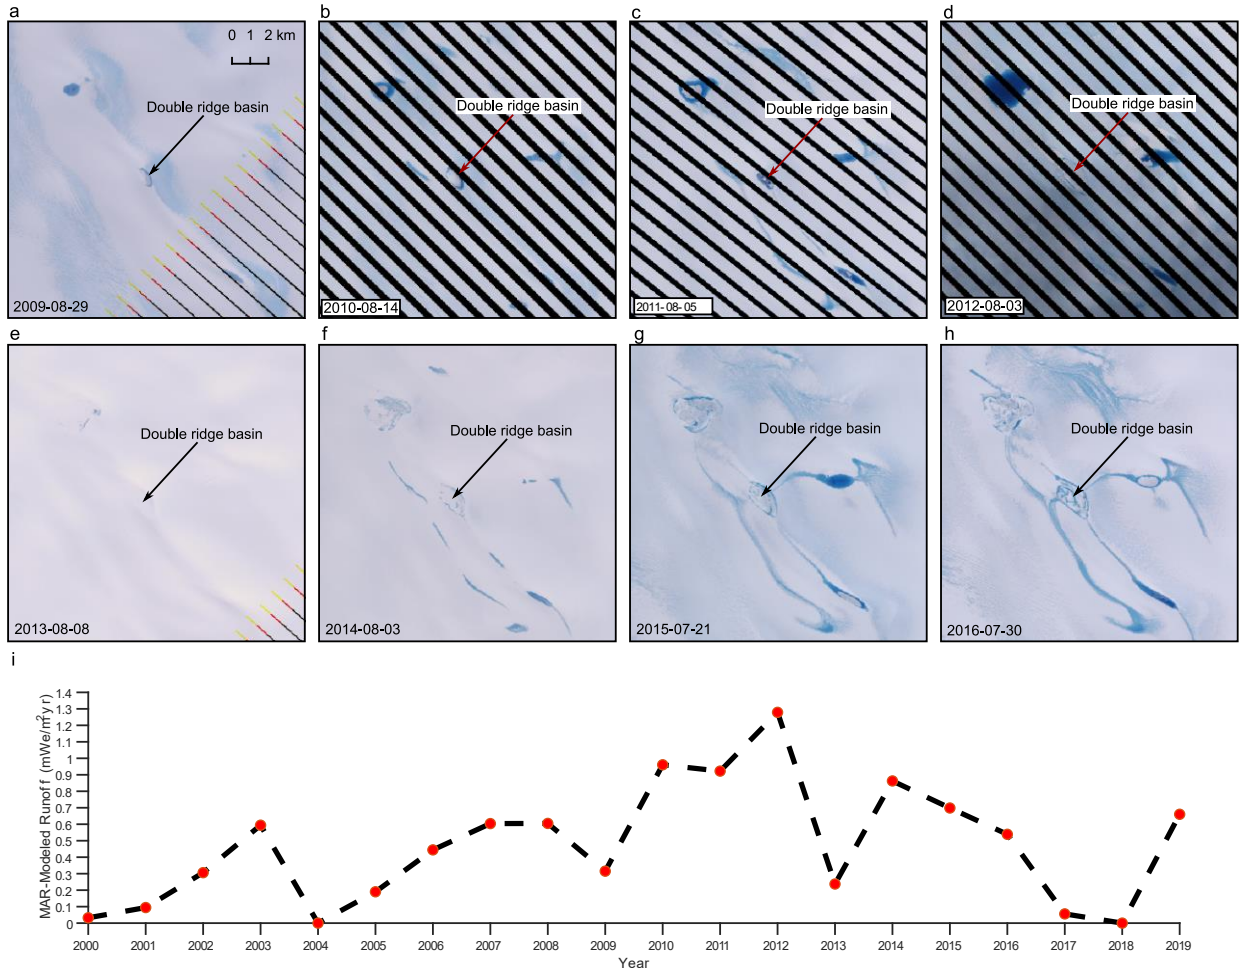 a
0 1 2 km
Double ridge basin
2009-08-29
b
Double ridge basin
2010-08-14
c
Double ridge basin
2011-08-05
d
Double ridge basin
2012-08-03
e
Double ridge basin
2013-08-08
f
Double ridge basin
2014-08-03
g
Double ridge basin
2015-07-21
h
Double ridge basin
2016-07-30
i
MAR-Modeled Runoff (mWe/m²yr)
1.4
1.3
1.2
1.1
1
0.9
0.8
0.7
0.6
0.5
0.4
0.3
0.2
0.1
0
2000 2001 2002 2003 2004 2005 2006 2007 2008 2009 2010 2011 2012 2013 2014 2015 2016 2017 2018 2019
Year